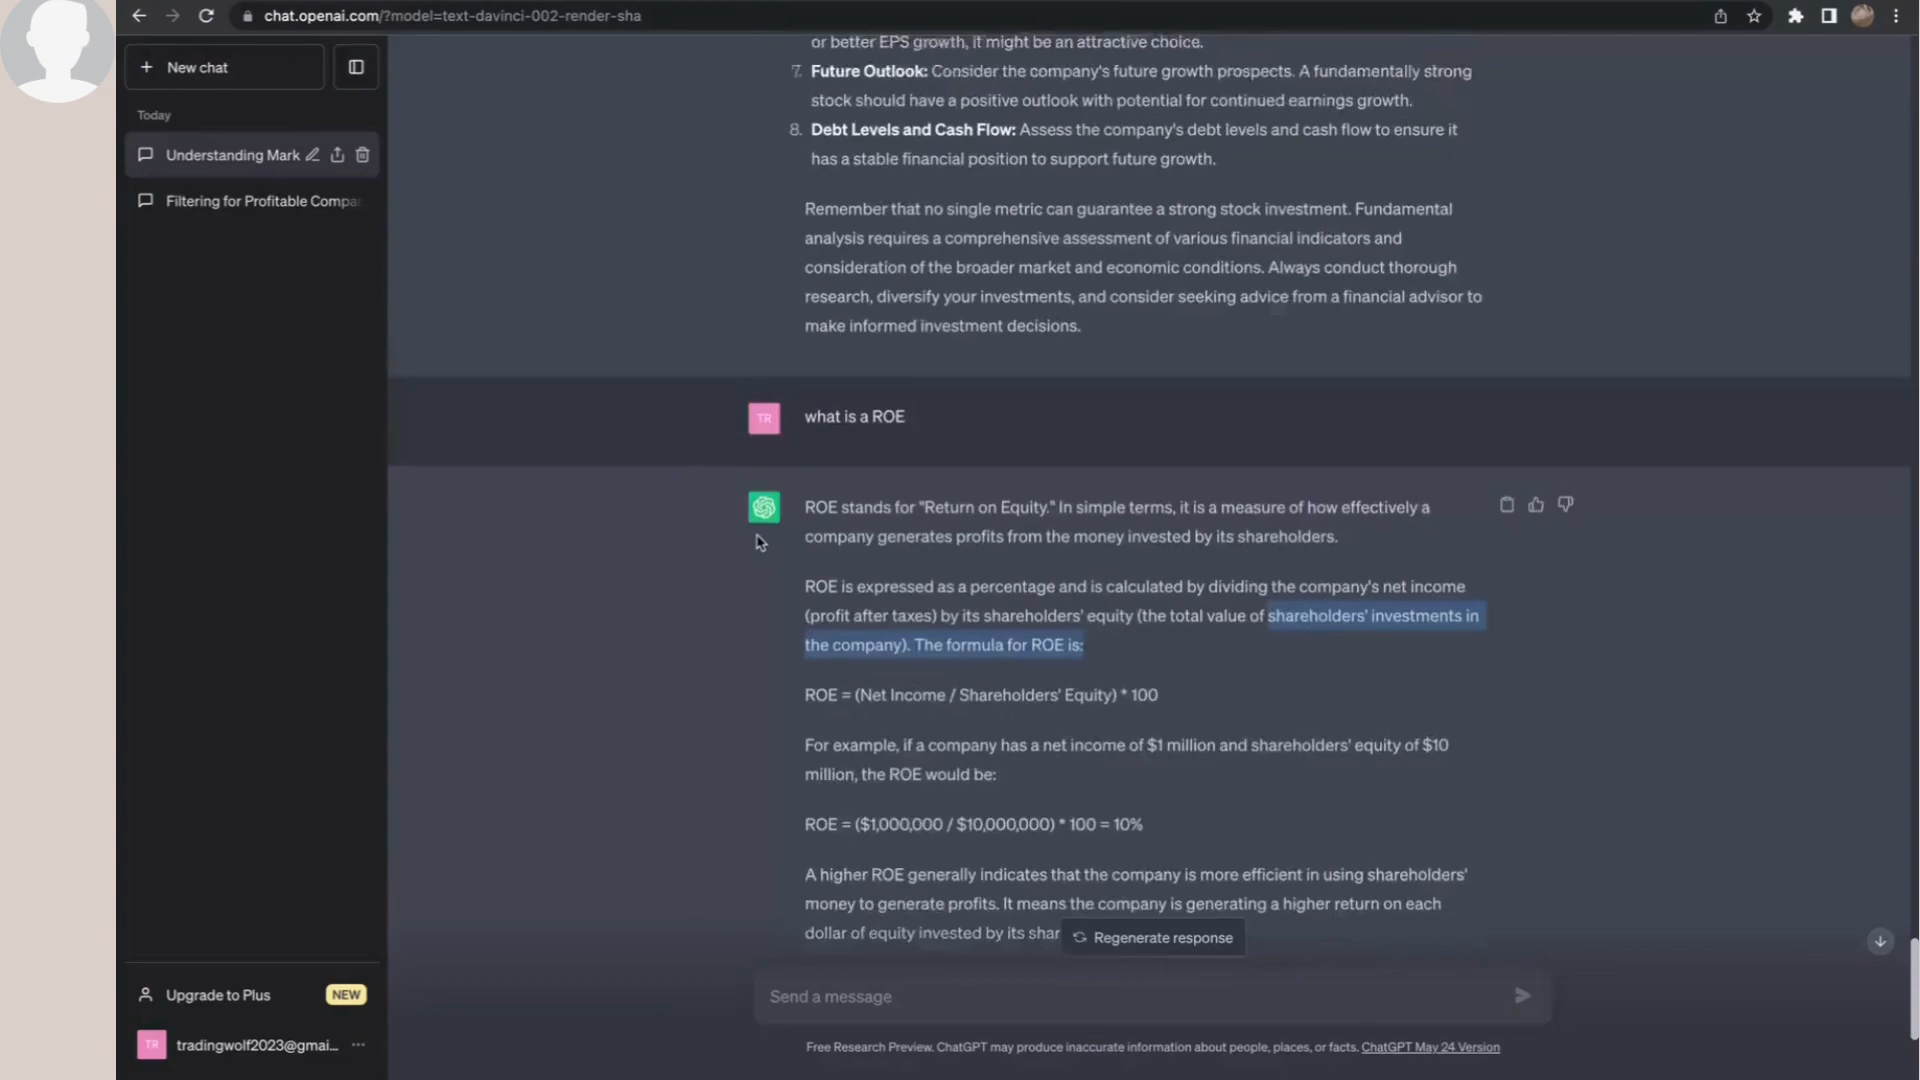 chat.openai.com/?model=text-davinci-002-render-sha
New chat
Today
Understanding Mark
Filtering for Profitable Compa
or better EPS growth, it might be an attractive choice.
7. Future Outlook: Consider the company's future growth prospects. A fundamentally strong
stock should have a positive outlook with potential for continued earnings growth.
8. Debt Levels and Cash Flow: Assess the company's debt levels and cash flow to ensure it
has a stable financial position to support future growth.
Remember that no single metric can guarantee a strong stock investment. Fundamental
analysis requires a comprehensive assessment of various financial indicators and
consideration of the broader market and economic conditions. Always conduct thorough
research, diversify your investments, and consider seeking advice from a financial advisor to
make informed investment decisions.
TR what is a ROE
ROE stands for "Return on Equity." In simple terms, it is a measure of how effectively a
company generates profits from the money invested by its shareholders.
ROE is expressed as a percentage and is calculated by dividing the company's net income
(profit after taxes) by its shareholders' equity (the total value of shareholders' investments in
the company). The formula for ROE is:
ROE = (Net Income / Shareholders' Equity) * 100
For example, if a company has a net income of $1 million and shareholders' equity of $10
million, the ROE would be:
ROE = ($1,000,000 / $10,000,000) * 100 = 10%
A higher ROE generally indicates that the company is more efficient in using shareholders'
money to generate profits. It means the company is generating a higher return on each
dollar of equity invested by its shar
Regenerate response
Send a message
Free Research Preview. ChatGPT may produce inaccurate information about people, places, or facts. ChatGPT May 24 Version
Upgrade to Plus NEW
TR tradingwolf2023@gmai...